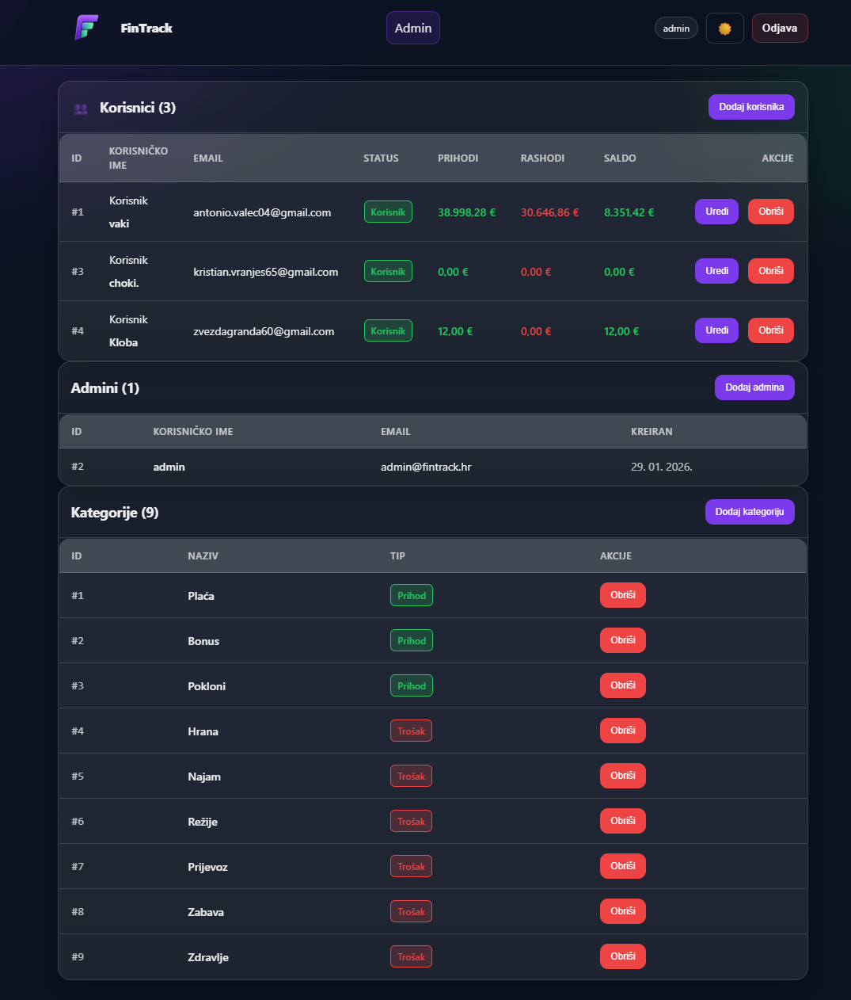 FinTrack
Admin
admin
Odjava
Korisnici (3)
Dodaj korisnika
ID KORISNIČKO IME EMAIL STATUS PRIHODI RASHODI SALDO AKCIJE
#1 Korisnik vaki antonio.valec04@gmail.com Korisnik 38.998,28 € 30.646,86 € 8.351,42 € Uredi Obriši
#3 Korisnik choki. kristian.vranjes65@gmail.com Korisnik 0,00 € 0,00 € 0,00 € Uredi Obriši
#4 Korisnik Kloba zvezdagranda60@gmail.com Korisnik 12,00 € 0,00 € 12,00 € Uredi Obriši
Admini (1)
Dodaj admina
ID KORISNIČKO IME EMAIL KREIRAN
#2 admin admin@fintrack.hr 29. 01. 2026.
Kategorije (9)
Dodaj kategoriju
ID NAZIV TIP AKCIJE
#1 Plaća Prihod Obriši
#2 Bonus Prihod Obriši
#3 Pokloni Prihod Obriši
#4 Hrana Trošak Obriši
#5 Najam Trošak Obriši
#6 Režije Trošak Obriši
#7 Prijevoz Trošak Obriši
#8 Zabava Trošak Obriši
#9 Zdravlje Trošak Obriši